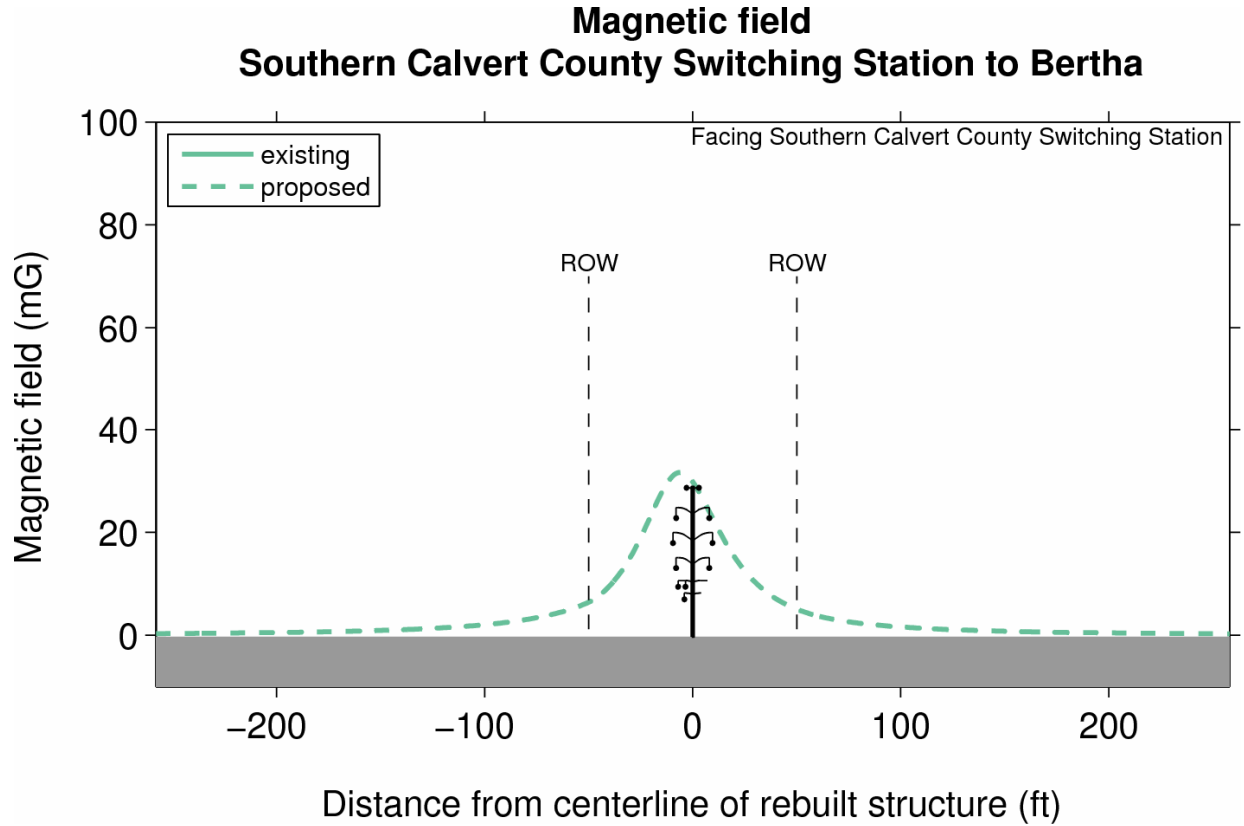 Magnetic field
Southern Calvert County Switching Station to Bertha
100
Facing Southern Calvert County Switching Station
existing
proposed
80
ROW ROW
60
40
20
0
Magnetic field (mG)
−200 −100 0 100 200
Distance from centerline of rebuilt structure (ft)